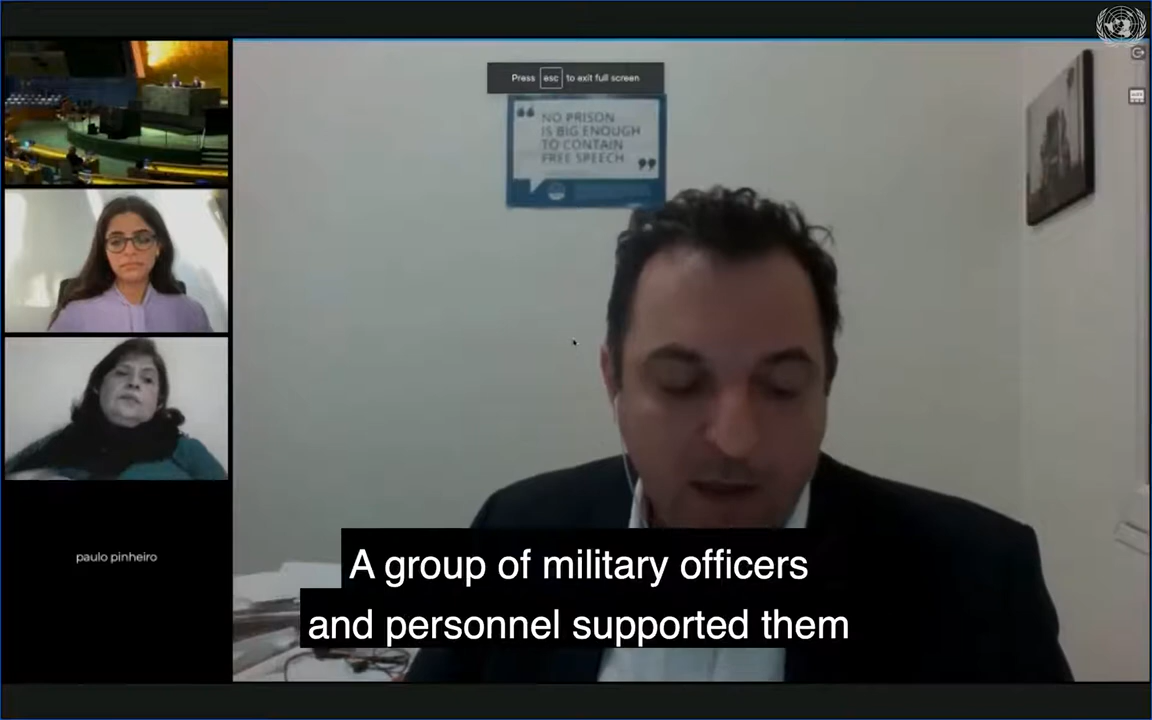 Press esc to exit full screen
NO PRISON
IS BIG ENOUGH
TO CONTAIN
FREE SPEECH
paulo pinheiro
A group of military officers
and personnel supported them